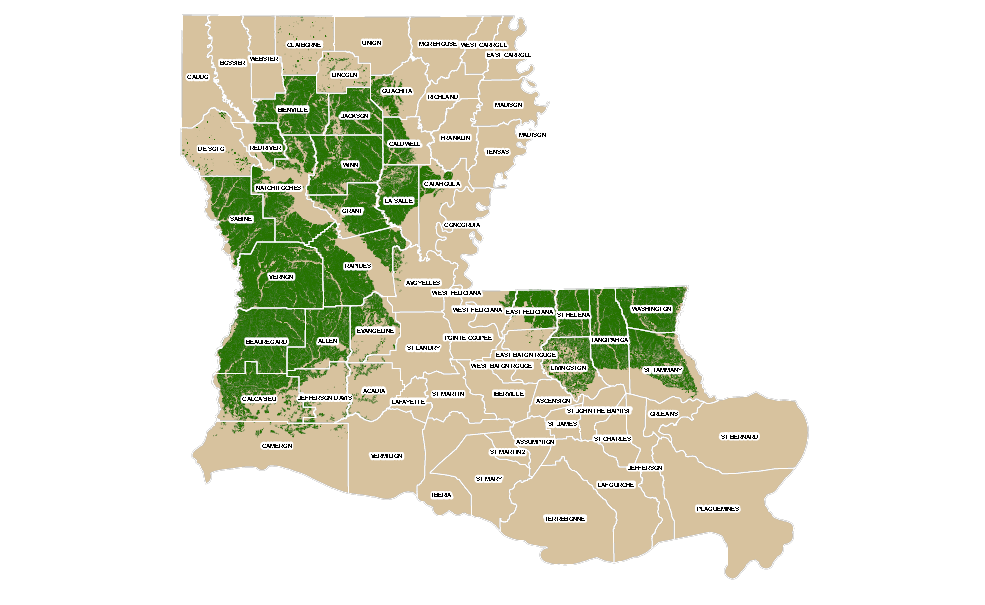 CLAIBORNE
UNION
MOREHOUSE
WEST CARROLL
EAST CARROLL
WEBSTER
BOSSIER
CADDO
LINCOLN
OUACHITA
RICHLAND
MADISON
BIENVILLE
JACKSON
MADISON
FRANKLIN
CALDWELL
DESOTO
RED RIVER
TENSAS
WINN
CATAHOULA
NATCHITOCHES
LA SALLE
GRANT
SABINE
CONCORDIA
RAPIDES
VERNON
AVOYELLES
WEST FELICIANA
WEST FELICIANA
EAST FELICIANA
ST HELENA
WASHINGTON
EVANGELINE
BEAUREGARD
ALLEN
POINTE COUPEE
TANGIPAHOA
ST LANDRY
EAST BATON ROUGE
WEST BATON ROUGE
LIVINGSTON
ST TAMMANY
ACADIA
CALCASIEU
JEFFERSON DAVIS
LAFAYETTE
ST MARTIN
IBERVILLE
ASCENSION
ST JOHN THE BAPTIST
ORLEANS
ST JAMES
ST BERNARD
ASSUMPTION
ST CHARLES
CAMERON
ST MARTIN2
VERMILION
JEFFERSON
ST MARY
LAFOURCHE
IBERIA
PLAQUEMINES
TERREBONNE